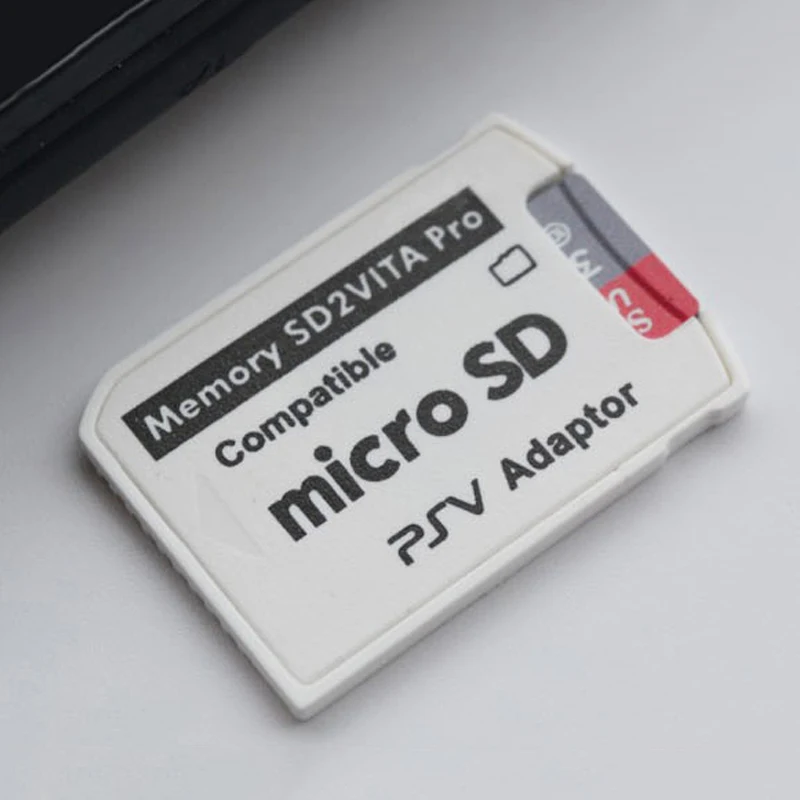 Memory SD2VITA Pro
Compatible
micro SD
PSV Adaptor